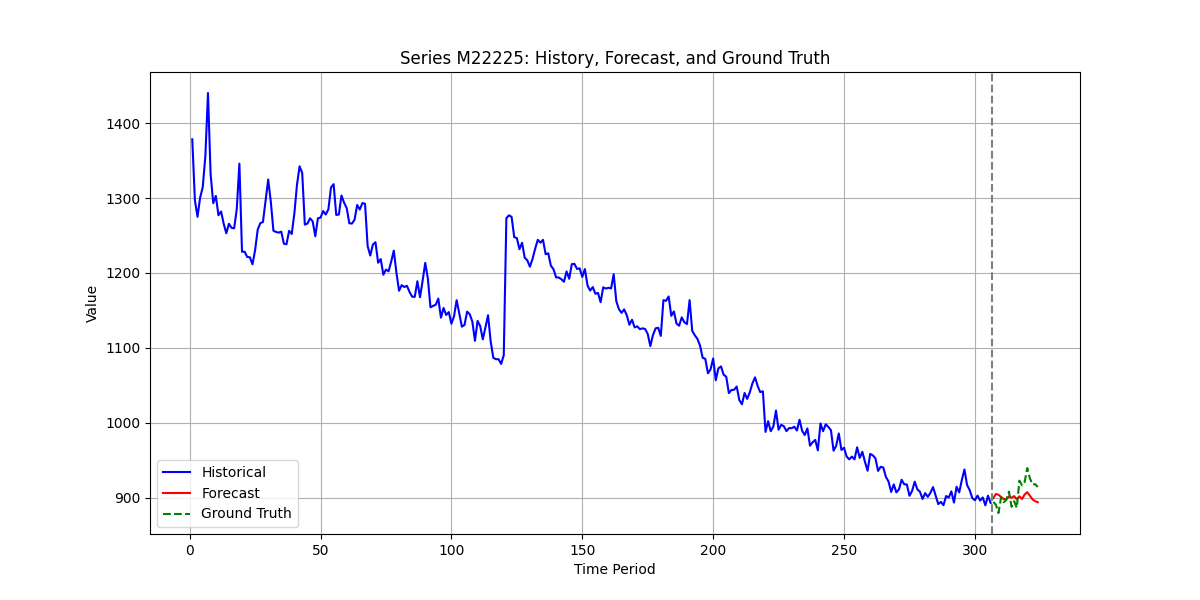 Series M22225: History, Forecast, and Ground Truth
1400
1300
1200
1100
1000
900
Value
Historical
Forecast
Ground Truth
0 50 100 150 200 250 300
Time Period